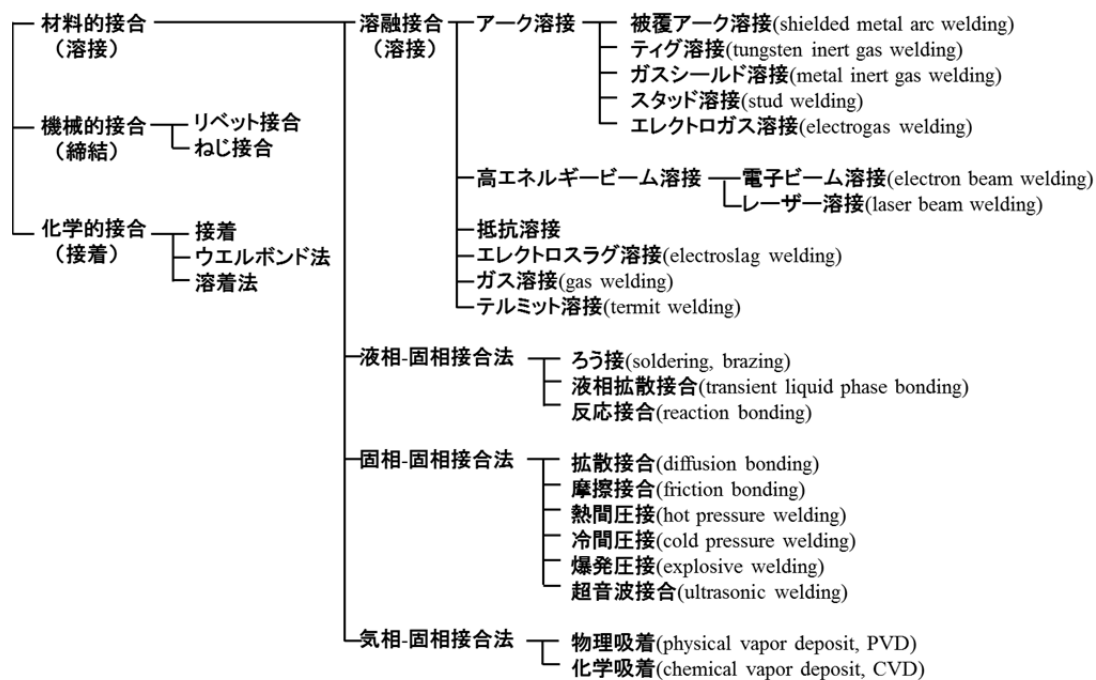 材料的接合
（溶接）
機械的接合
（締結）
リベット接合
ねじ接合
化学的接合
（接着）
接着
ウエルボンド法
溶着法
溶融接合
（溶接）
アーク溶接
被覆アーク溶接(shielded metal arc welding)
ティグ溶接(tungsten inert gas welding)
ガスシールド溶接(metal inert gas welding)
スタッド溶接(stud welding)
エレクトロガス溶接(electrogas welding)
高エネルギービーム溶接
電子ビーム溶接(electron beam welding)
レーザー溶接(laser beam welding)
抵抗溶接
エレクトロスラグ溶接(electroslag welding)
ガス溶接(gas welding)
テルミット溶接(termit welding)
液相-固相接合法
ろう接(soldering, brazing)
液相拡散接合(transient liquid phase bonding)
反応接合(reaction bonding)
固相-固相接合法
拡散接合(diffusion bonding)
摩擦接合(friction bonding)
熱間圧接(hot pressure welding)
冷間圧接(cold pressure welding)
爆発圧接(explosive welding)
超音波接合(ultrasonic welding)
気相-固相接合法
物理吸着(physical vapor deposit, PVD)
化学吸着(chemical vapor deposit, CVD)